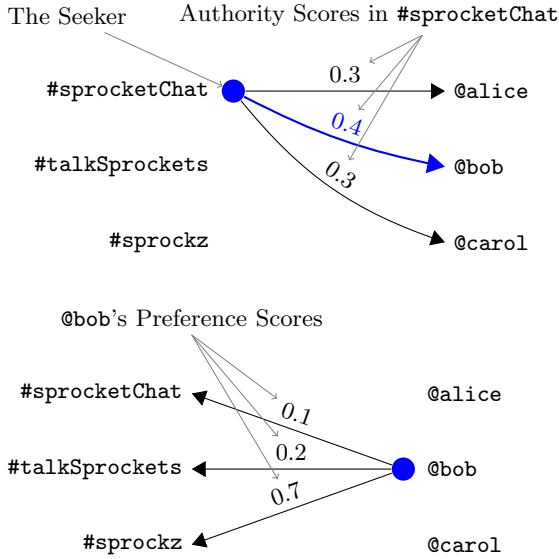 The Seeker
Authority Scores in #sprocketChat
#sprocketChat
0.3
@alice
0.4
#talkSprockets
@bob
0.3
#sprockz
@carol
@bob's Preference Scores
#sprocketChat
@alice
0.1
0.2
#talkSprockets
@bob
0.7
#sprockz
@carol